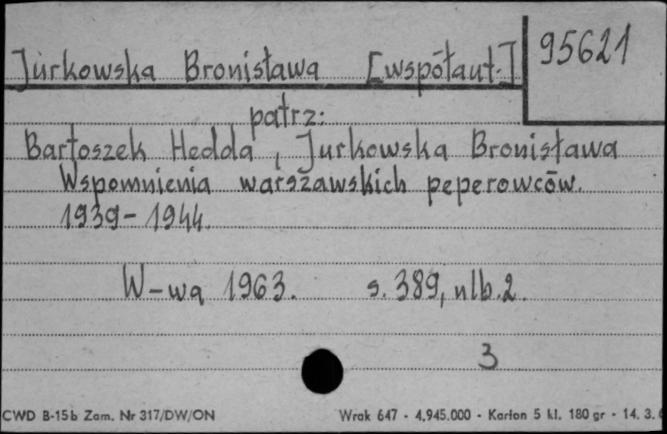 Jurkowska Bronisława [współaut.] 95621
patrz:
Bartoszek Hedda, Jurkowska Bronisława
Wspomnienia warszawskich peperowców.
1939-1944.
W-wa 1963. s. 389, nlb. 2.
3
CWD B-15b Zam. Nr 317/DW/ON Wrak 647 - 4.945.000 - Karton 5 kl. 180 gr - 14. 3.